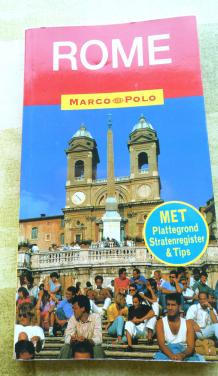 ROME
MARCO POLO
MET
Plattegrond
Stratenregister
& Tips